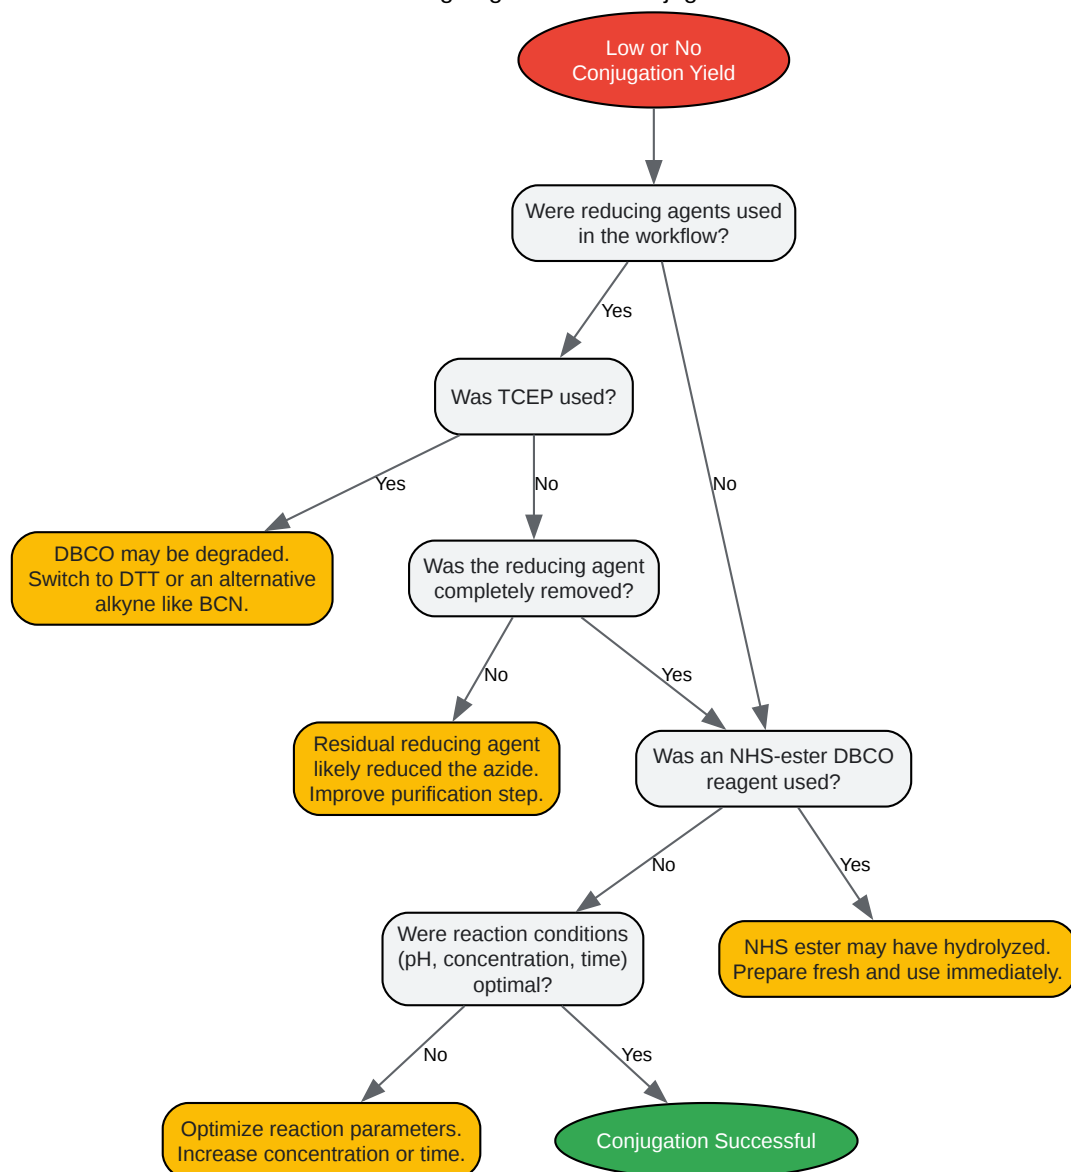 Low or No
Conjugation Yield
Were reducing agents used
in the workflow?
Yes
Was TCEP used?
Yes
No
No
DBCO may be degraded.
Switch to DTT or an alternative
alkyne like BCN.
Was the reducing agent
completely removed?
No
Yes
Residual reducing agent
likely reduced the azide.
Improve purification step.
Was an NHS-ester DBCO
reagent used?
No
Yes
Were reaction conditions
(pH, concentration, time)
optimal?
NHS ester may have hydrolyzed.
Prepare fresh and use immediately.
No
Yes
Optimize reaction parameters.
Increase concentration or time.
Conjugation Successful